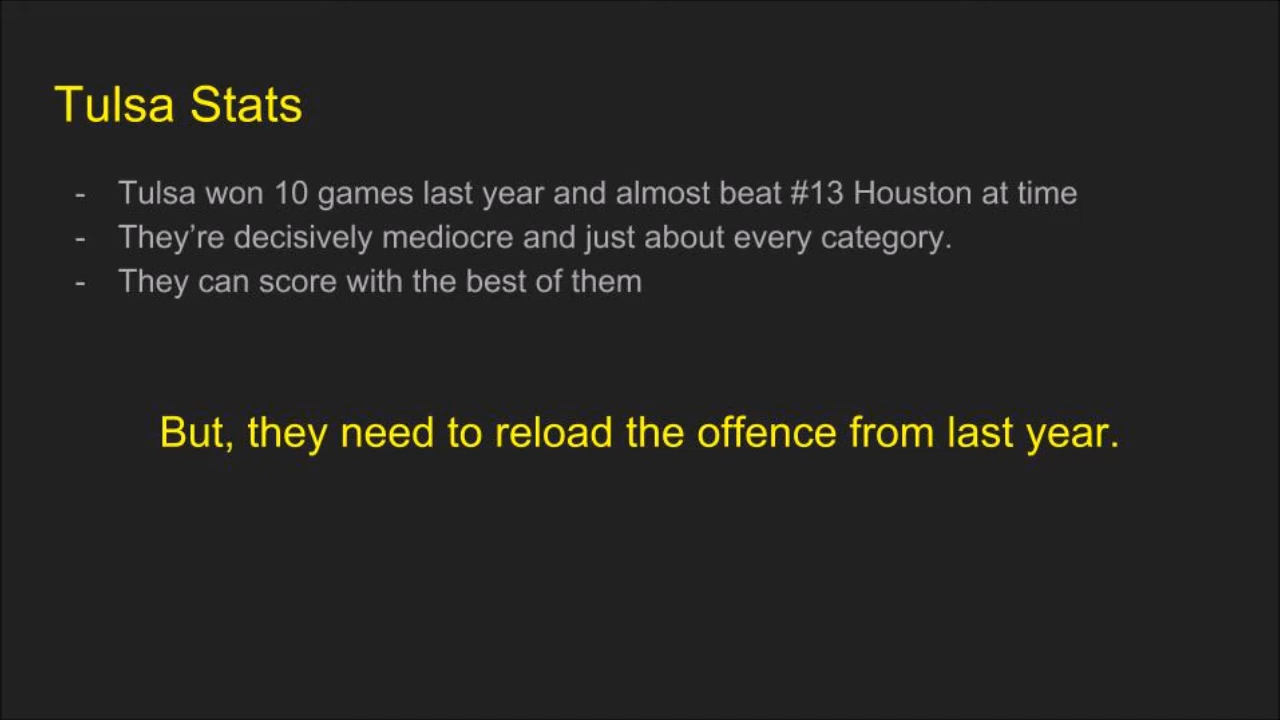 Tulsa Stats
- Tulsa won 10 games last year and almost beat #13 Houston at time
- They’re decisively mediocre and just about every category.
- They can score with the best of them
But, they need to reload the offence from last year.